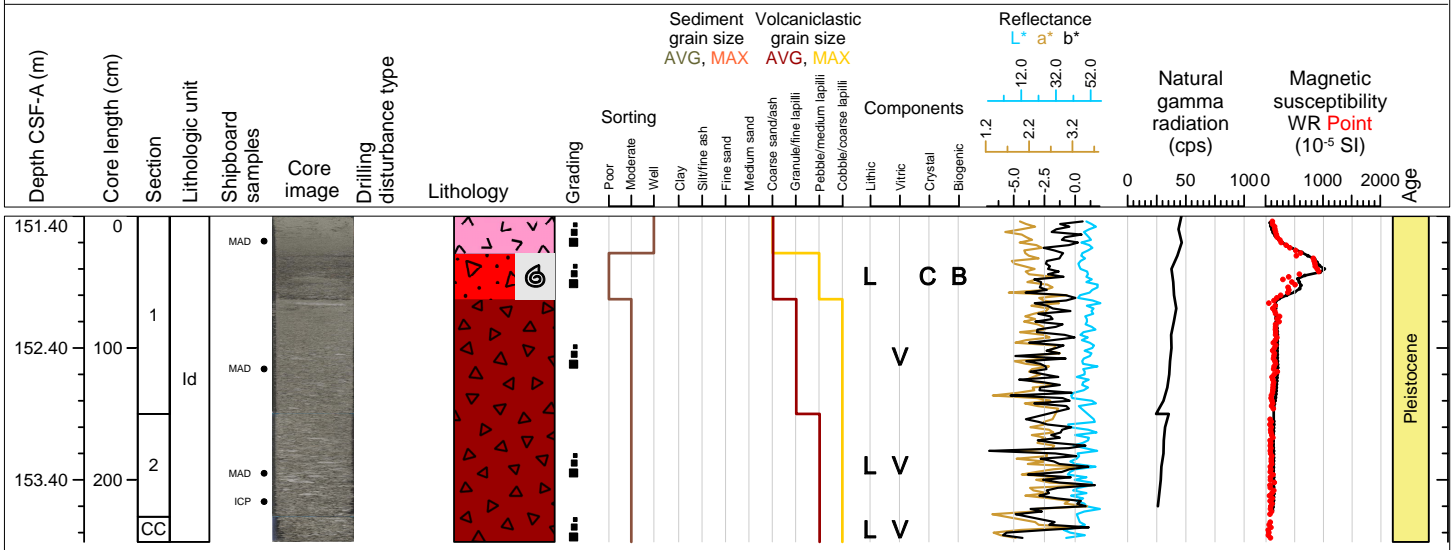 Depth CSF-A (m)
Core length (cm)
Section
Lithologic unit
Shipboard
samples
Core
image
Drilling
disturbance type
Lithology
Grading
Sorting
Poor
Moderate
Well
Sediment
grain size
AVG, MAX
Volcaniclastic
grain size
AVG, MAX
Clay
Silt/fine ash
Fine sand
Medium sand
Coarse sand/ash
Granule/fine lapilli
Pebble/medium lapilli
Cobble/coarse lapilli
Components
Lithic
Vitric
Crystal
Biogenic
Reflectance
L* a* b*
12.0 32.0 52.0
1.2 2.2 3.2
-5.0 -2.5 0.0
Natural
gamma
radiation
(cps)
0 50 100
Magnetic
susceptibility
WR Point
(10-5 SI)
0 1000 2000
Age
151.40
152.40
153.40
0
100
200
1
2
CC
Id
MAD
MAD
MAD
ICP
L C B
V
L V
L V
Pleistocene